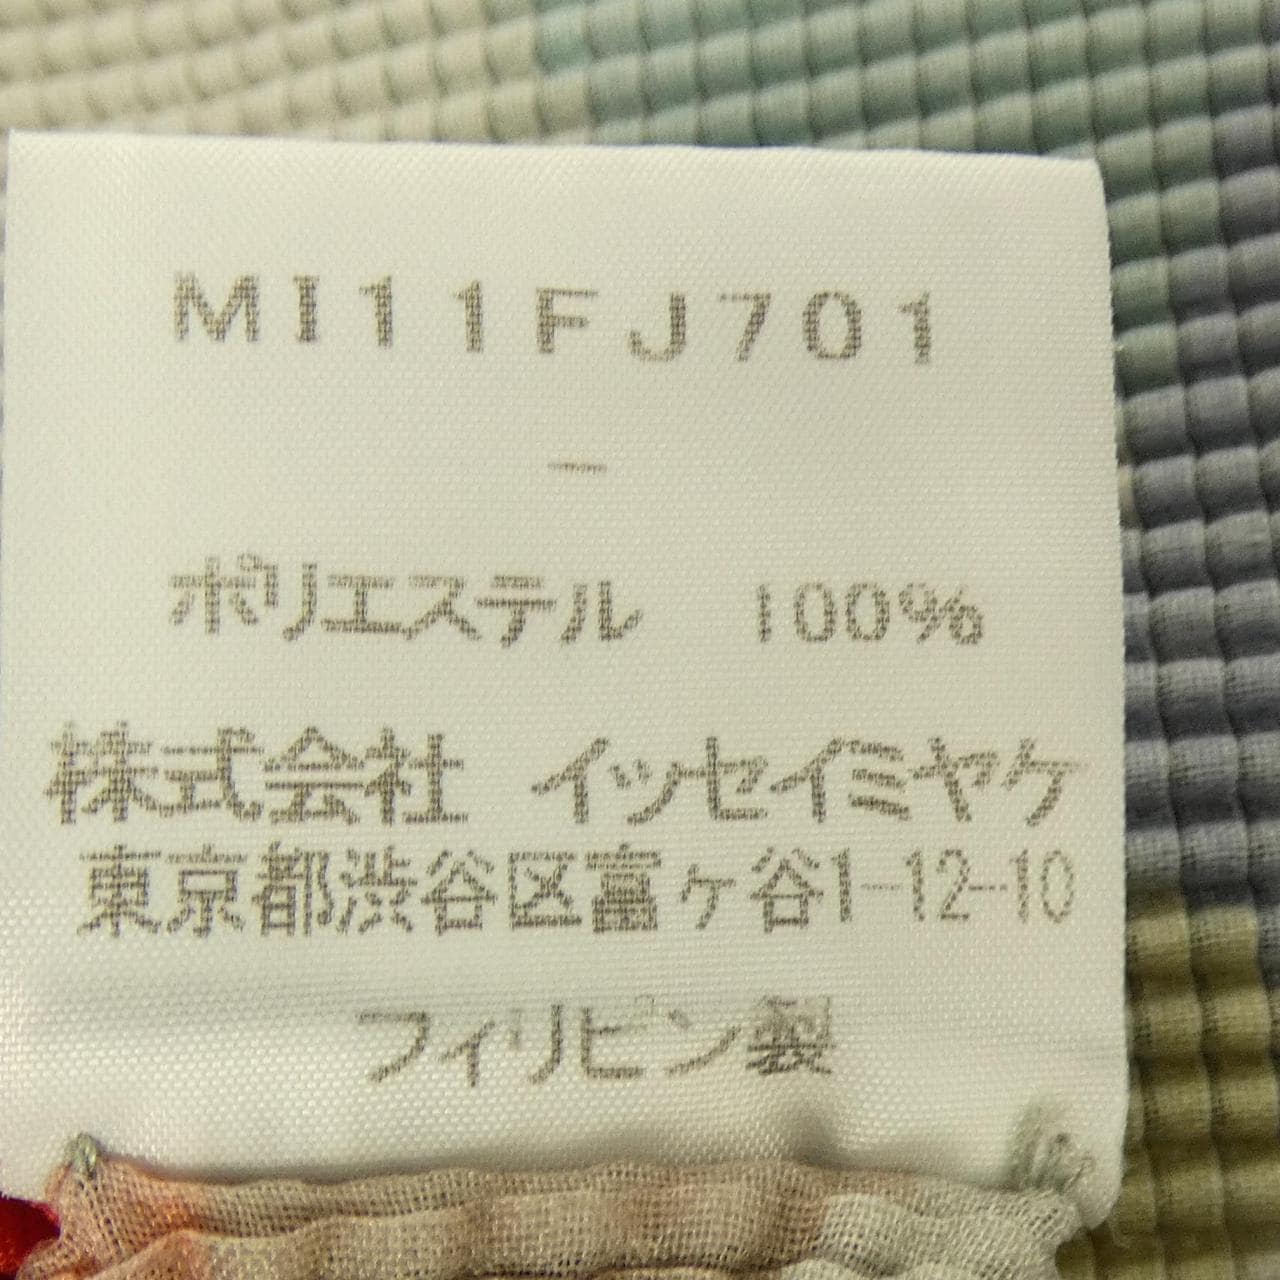 MI11FJ701
–
ポリエステル 100%
株式会社 イッセイミヤケ
東京都渋谷区富ヶ谷1-12-10
フィリピン製